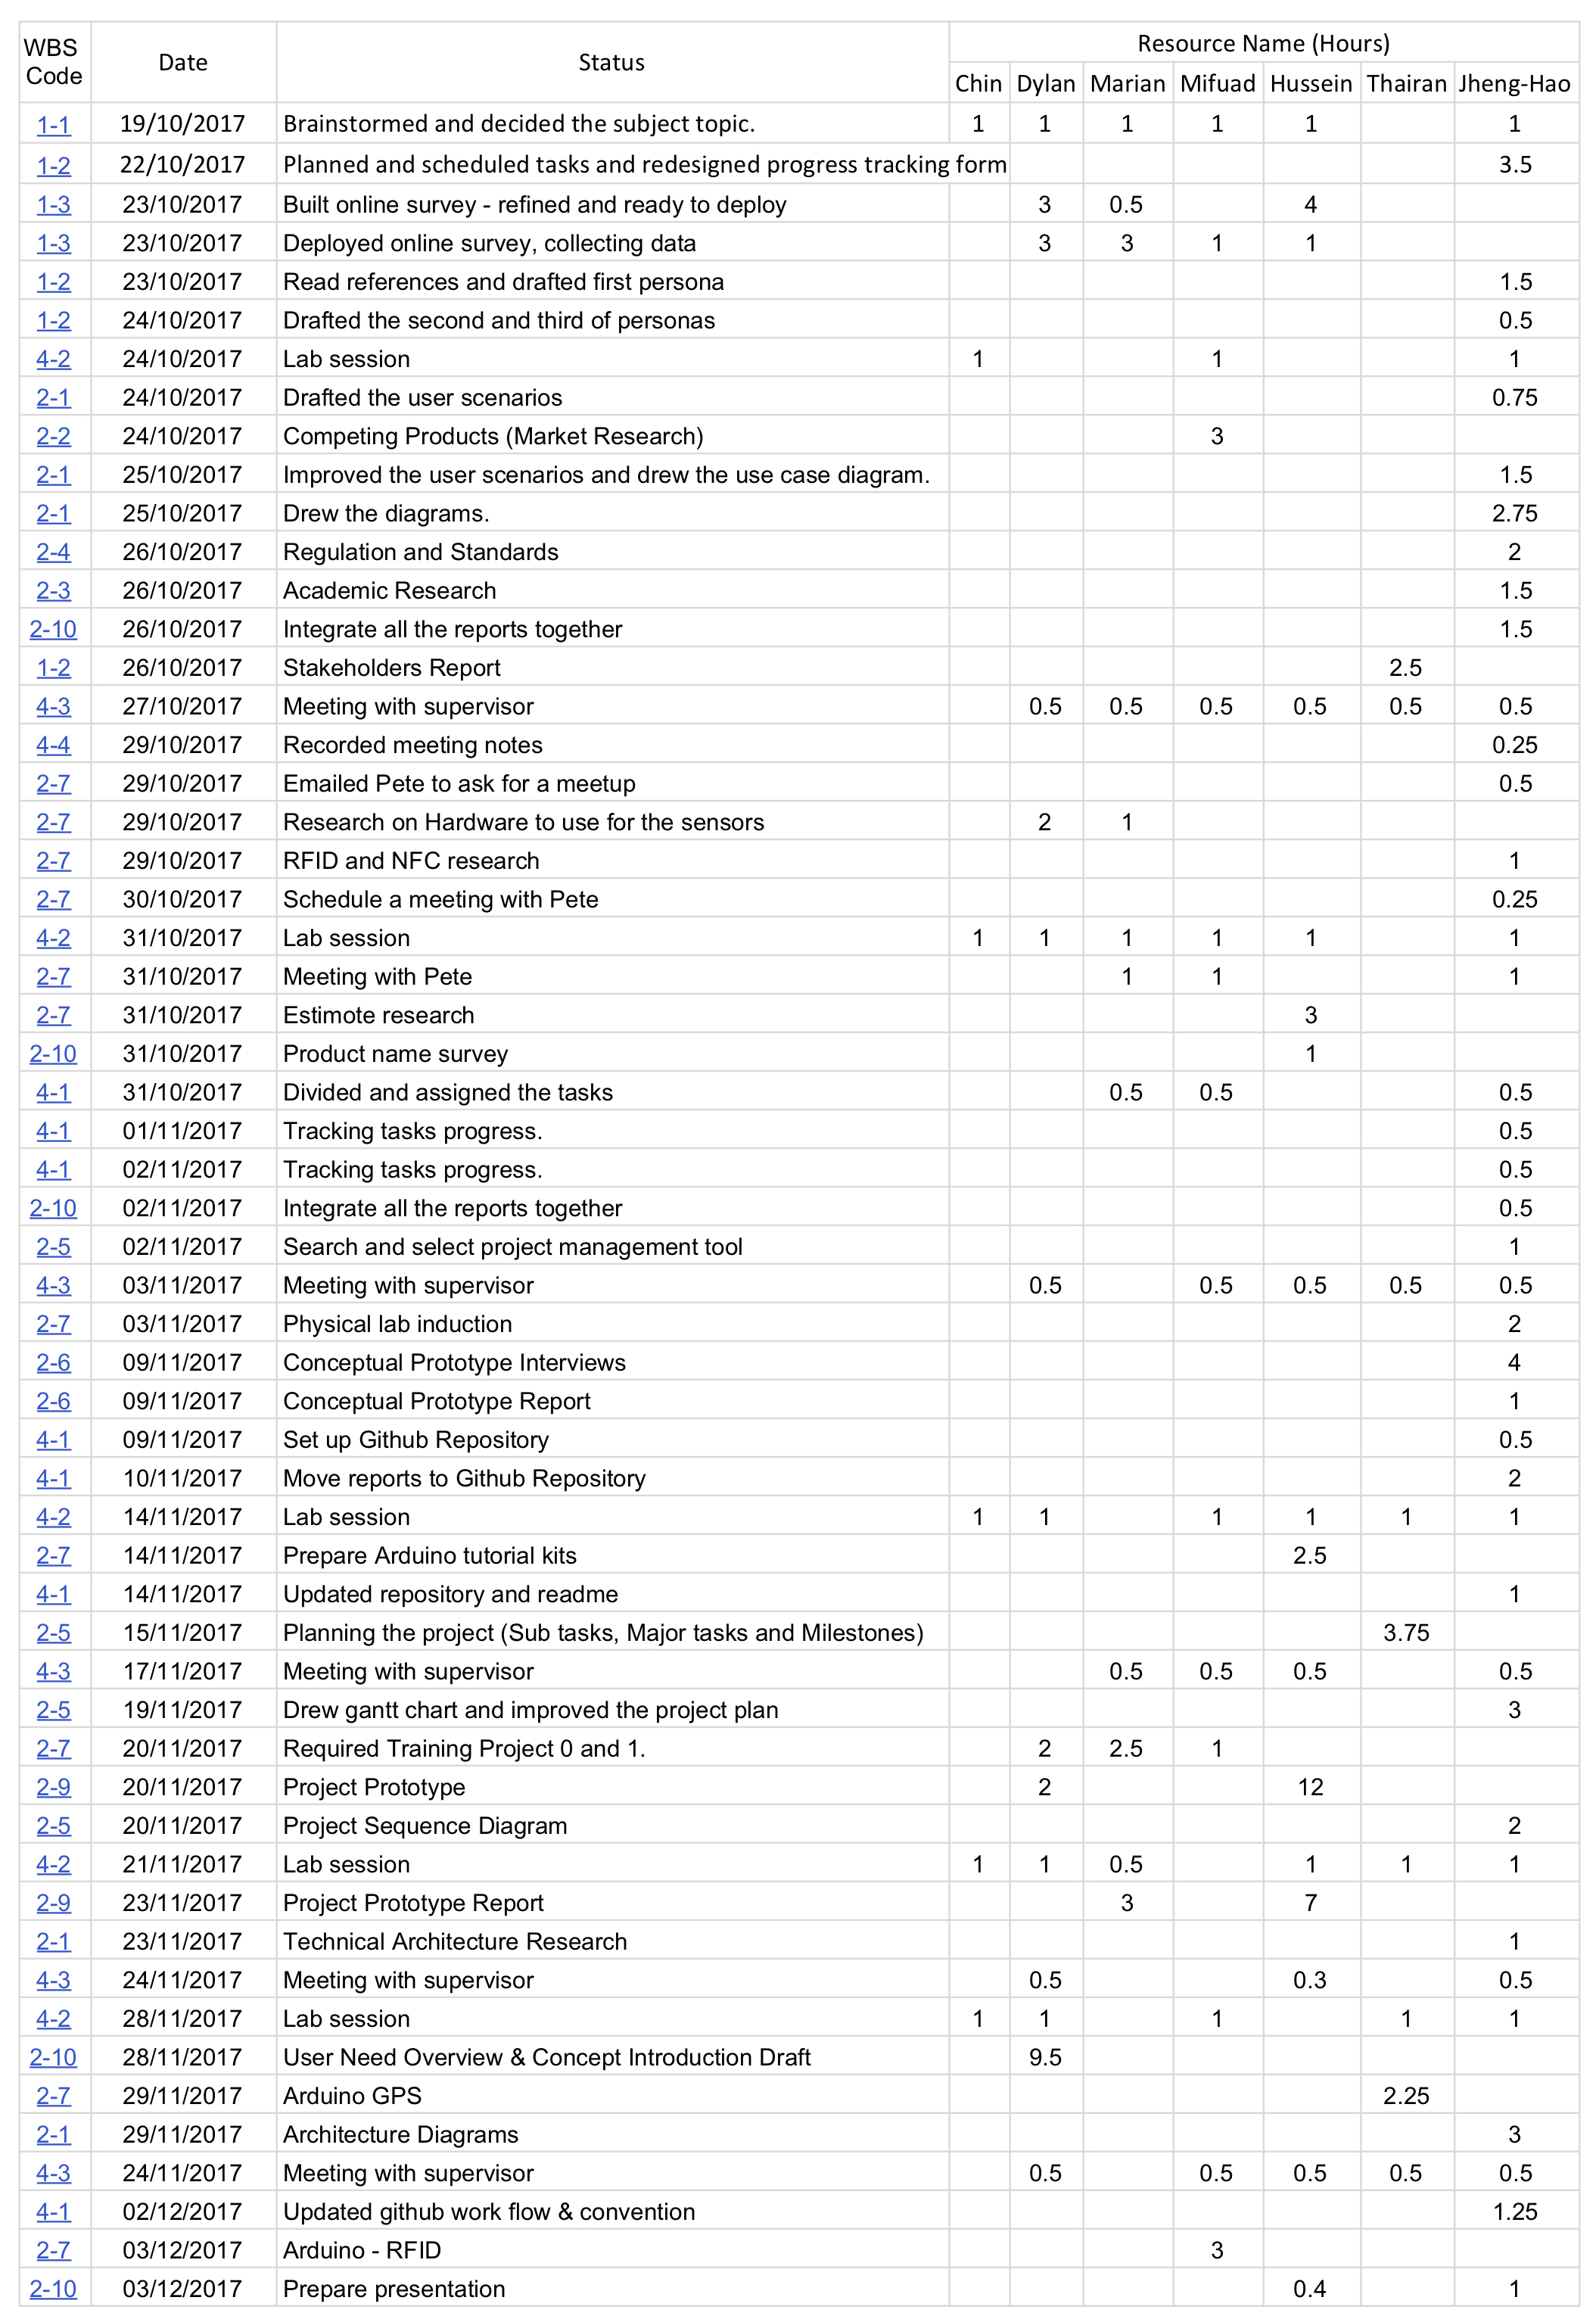 WBS Code Date Status Resource Name (Hours)
Chin Dylan Marian Mifuad Hussein Thairan Jheng-Hao
1-1 19/10/2017 Brainstormed and decided the subject topic. 1 1 1 1 1 1
1-2 22/10/2017 Planned and scheduled tasks and redesigned progress tracking form 3.5
1-3 23/10/2017 Built online survey - refined and ready to deploy 3 0.5 4
1-3 23/10/2017 Deployed online survey, collecting data 3 3 1 1
1-2 23/10/2017 Read references and drafted first persona 1.5
1-2 24/10/2017 Drafted the second and third of personas 0.5
4-2 24/10/2017 Lab session 1 1 1
2-1 24/10/2017 Drafted the user scenarios 0.75
2-2 24/10/2017 Competing Products (Market Research) 3
2-1 25/10/2017 Improved the user scenarios and drew the use case diagram. 1.5
2-1 25/10/2017 Drew the diagrams. 2.75
2-4 26/10/2017 Regulation and Standards 2
2-3 26/10/2017 Academic Research 1.5
2-10 26/10/2017 Integrate all the reports together 1.5
1-2 26/10/2017 Stakeholders Report 2.5
4-3 27/10/2017 Meeting with supervisor 0.5 0.5 0.5 0.5 0.5 0.5
4-4 29/10/2017 Recorded meeting notes 0.25
2-7 29/10/2017 Emailed Pete to ask for a meetup 0.5
2-7 29/10/2017 Research on Hardware to use for the sensors 2 1
2-7 29/10/2017 RFID and NFC research 1
2-7 30/10/2017 Schedule a meeting with Pete 0.25
4-2 31/10/2017 Lab session 1 1 1 1 1 1
2-7 31/10/2017 Meeting with Pete 1 1 1
2-7 31/10/2017 Estimote research 3
2-10 31/10/2017 Product name survey 1
4-1 31/10/2017 Divided and assigned the tasks 0.5 0.5 0.5
4-1 01/11/2017 Tracking tasks progress. 0.5
4-1 02/11/2017 Tracking tasks progress. 0.5
2-10 02/11/2017 Integrate all the reports together 0.5
2-5 02/11/2017 Search and select project management tool 1
4-3 03/11/2017 Meeting with supervisor 0.5 0.5 0.5 0.5 0.5
2-7 03/11/2017 Physical lab induction 2
2-6 09/11/2017 Conceptual Prototype Interviews 4
2-6 09/11/2017 Conceptual Prototype Report 1
4-1 09/11/2017 Set up Github Repository 0.5
4-1 10/11/2017 Move reports to Github Repository 2
4-2 14/11/2017 Lab session 1 1 1 1 1 1
2-7 14/11/2017 Prepare Arduino tutorial kits 2.5
4-1 14/11/2017 Updated repository and readme 1
2-5 15/11/2017 Planning the project (Sub tasks, Major tasks and Milestones) 3.75
4-3 17/11/2017 Meeting with supervisor 0.5 0.5 0.5 0.5
2-5 19/11/2017 Drew gantt chart and improved the project plan 3
2-7 20/11/2017 Required Training Project 0 and 1. 2 2.5 1
2-9 20/11/2017 Project Prototype 2 12
2-5 20/11/2017 Project Sequence Diagram 2
4-2 21/11/2017 Lab session 1 1 0.5 1 1 1
2-9 23/11/2017 Project Prototype Report 3 7
2-1 23/11/2017 Technical Architecture Research 1
4-3 24/11/2017 Meeting with supervisor 0.5 0.3 0.5
4-2 28/11/2017 Lab session 1 1 1 1 1
2-10 28/11/2017 User Need Overview & Concept Introduction Draft 9.5
2-7 29/11/2017 Arduino GPS 2.25
2-1 29/11/2017 Architecture Diagrams 3
4-3 24/11/2017 Meeting with supervisor 0.5 0.5 0.5 0.5 0.5
4-1 02/12/2017 Updated github work flow & convention 1.25
2-7 03/12/2017 Arduino - RFID 3
2-10 03/12/2017 Prepare presentation 0.4 1